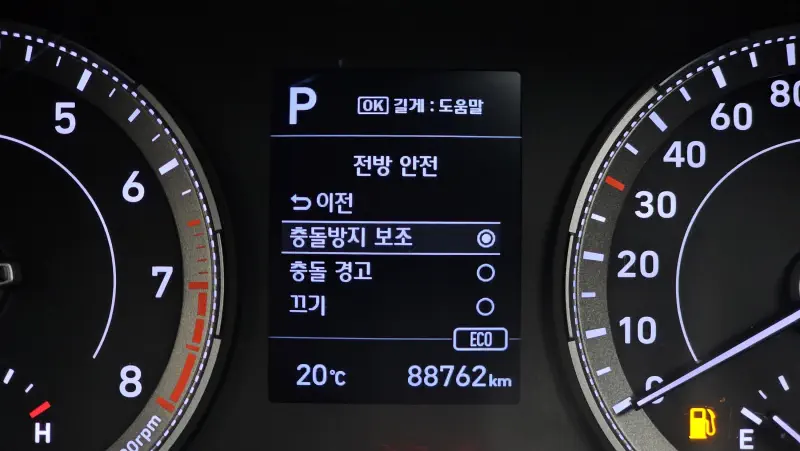 5
6
7
8
00rpm
H
P OK 길게 : 도움말
전방 안전
이전
충돌방지 보조
충돌 경고
끄기
ECO
20℃ 88762km
80
60
40
30
20
10
0
E